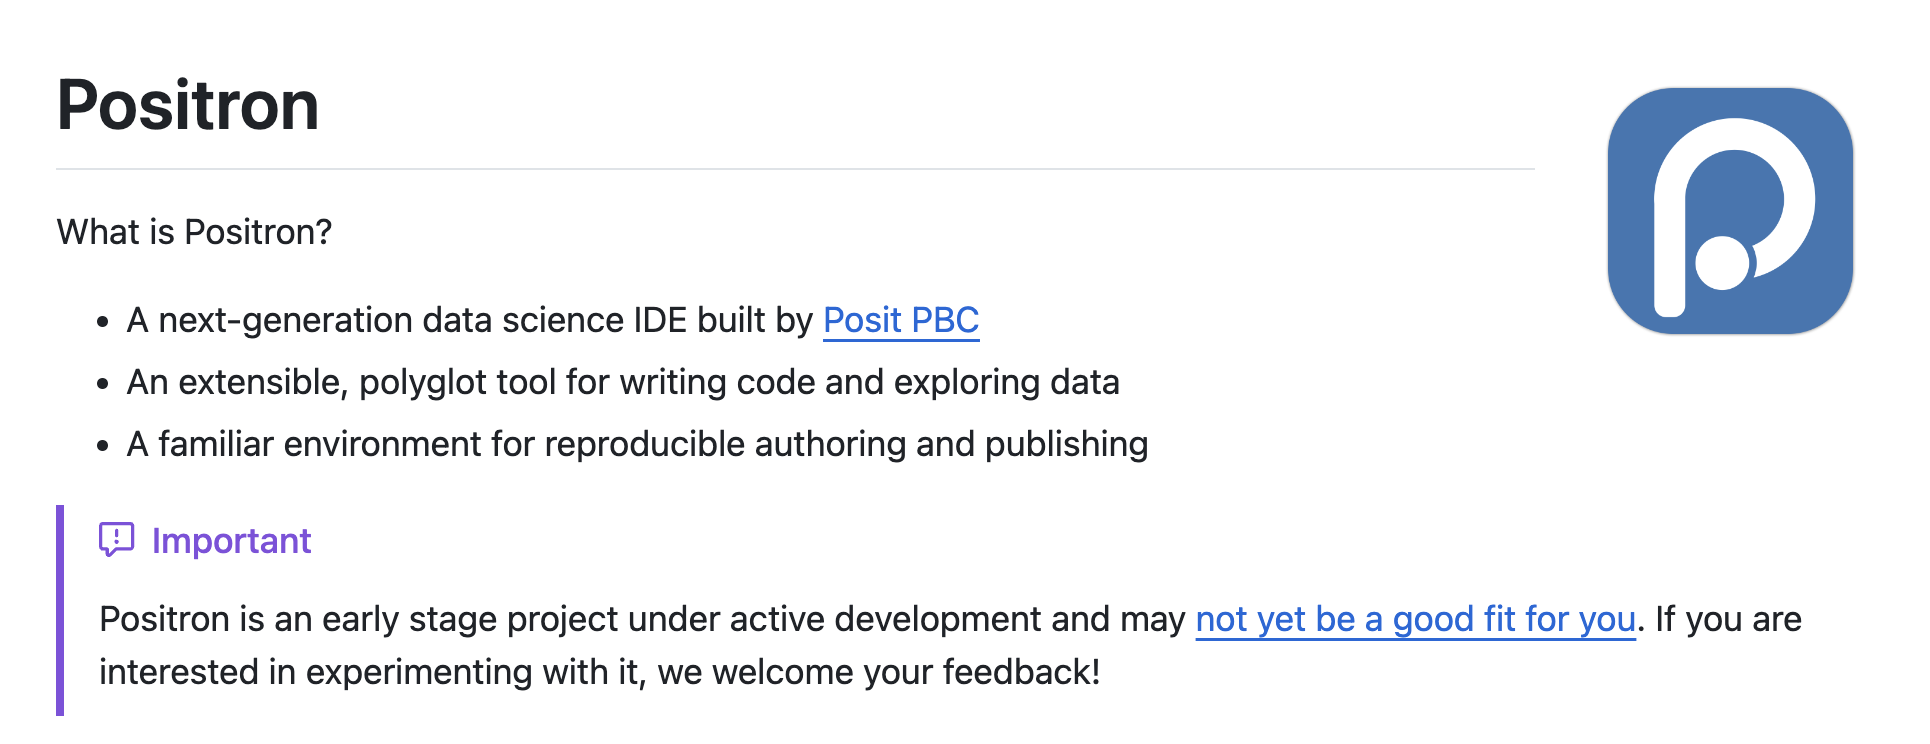 Positron
What is Positron?
• A next-generation data science IDE built by Posit PBC
• An extensible, polyglot tool for writing code and exploring data
• A familiar environment for reproducible authoring and publishing
Important
Positron is an early stage project under active development and may not yet be a good fit for you. If you are
interested in experimenting with it, we welcome your feedback!